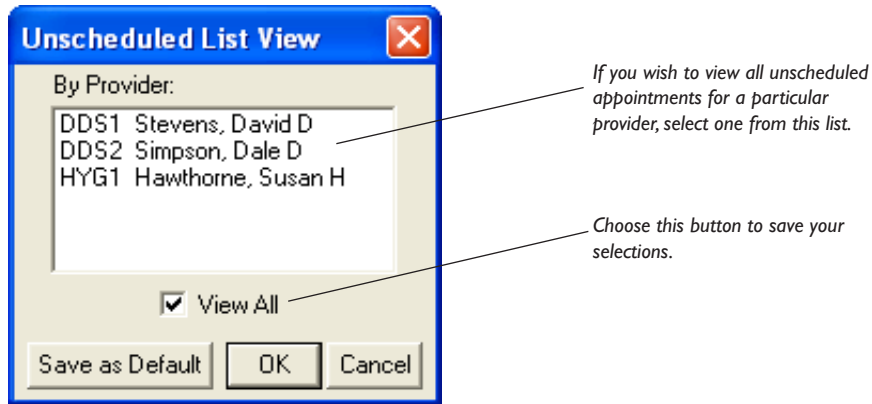 Unscheduled List View
By Provider:
DDS1 Stevens, David D
DDS2 Simpson, Dale D
HYG1 Hawthorne, Susan H
View All
Save as Default OK Cancel
If you wish to view all unscheduled
appointments for a particular
provider, select one from this list.
Choose this button to save your
selections.